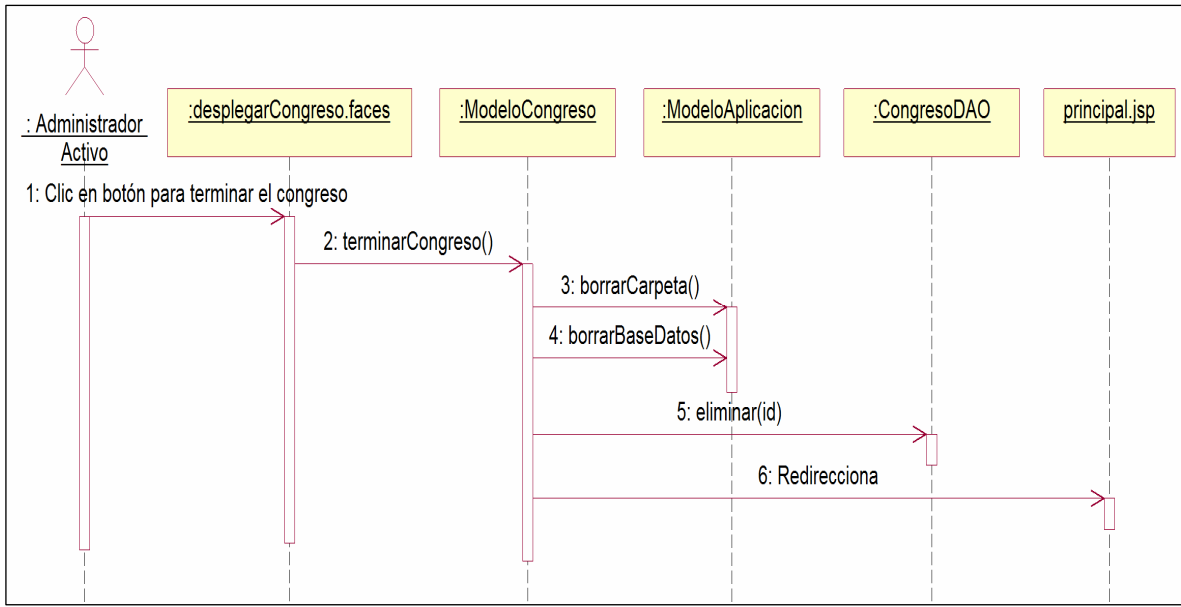 : Administrador
Activo
:desplegarCongreso.faces
:ModeloCongreso
:ModeloAplicacion
:CongresoDAO
principal.jsp
1: Clic en botón para terminar el congreso
2: terminarCongreso()
3: borrarCarpeta()
4: borrarBaseDatos()
5: eliminar(id)
6: Redirecciona